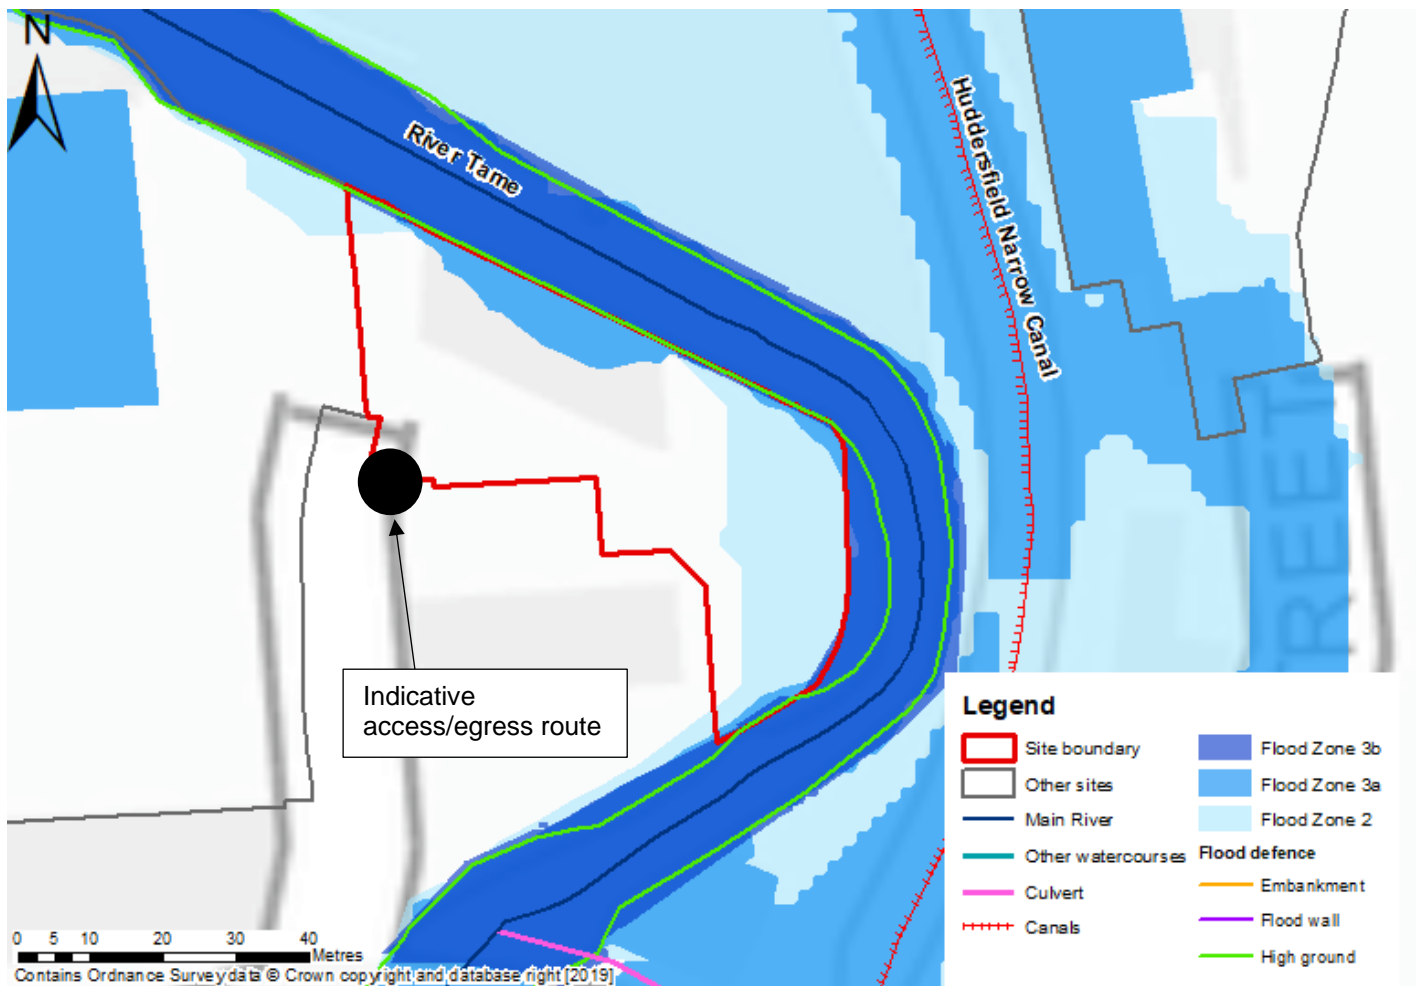 N
River Tame
Huddersfield Narrow Canal
Indicative
access/egress route
Legend
Site boundary
Other sites
Main River
Other watercourses
Culvert
Canals
Flood Zone 3b
Flood Zone 3a
Flood Zone 2
Flood defence
Embankment
Flood wall
High ground
0 5 10 20 30 40
Metres
Contains Ordnance Survey data © Crown copyright and database right [2019]
REET